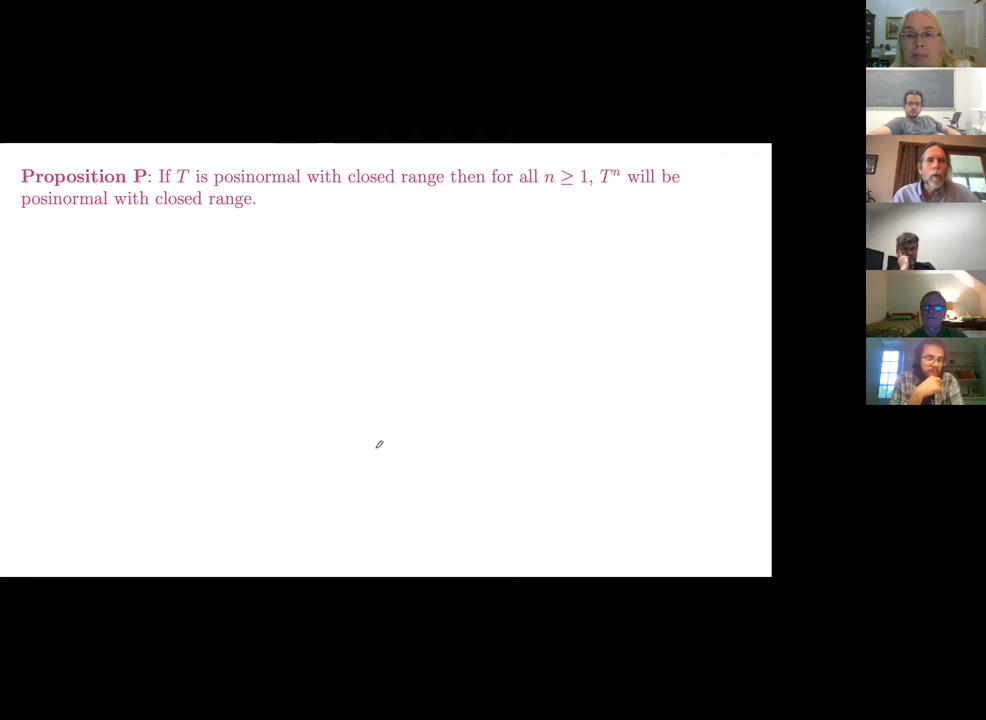 Proposition P: If T is posinormal with closed range then for all n ≥ 1, Tⁿ will be
posinormal with closed range.